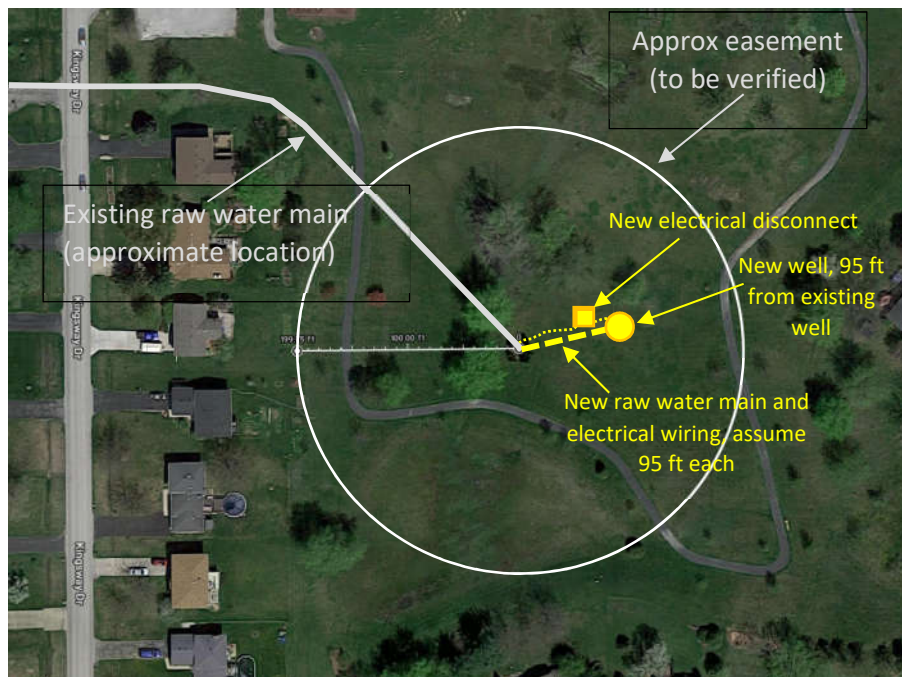 Approx easement
(to be verified)
Kingsway Dr
Existing raw water main
(approximate location)
New electrical disconnect
New well, 95 ft
from existing
well
Kingsway Dr
100.00 ft
New raw water main and
electrical wiring, assume
95 ft each
Kingsway Dr